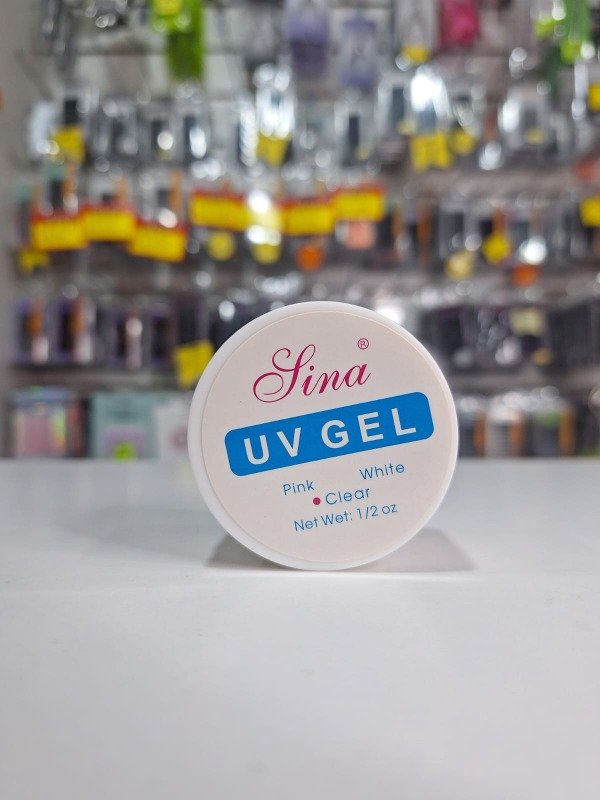 Sina®
UV GEL
Pink White
• Clear
Net Wet: 1/2 oz